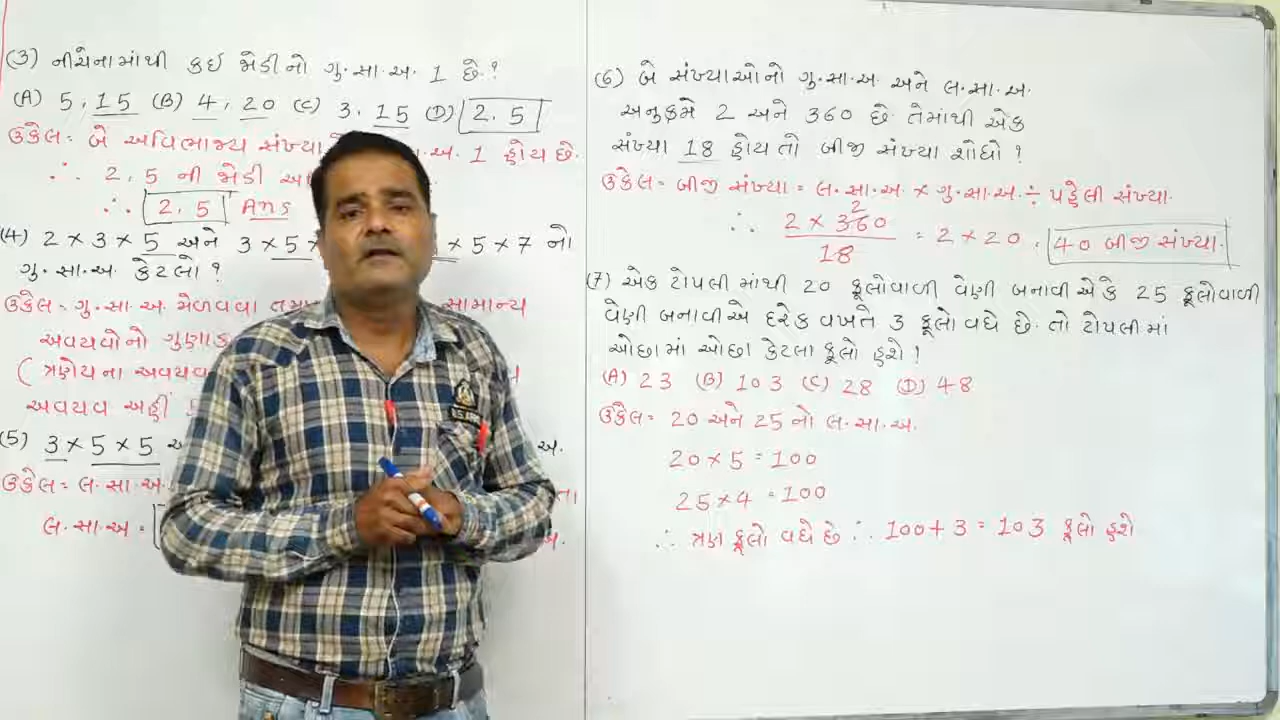 (3) નીચેનામાંથી કઇ જોડીનો ગુ.સા.અ. 1 છે.?
(A) 5, 15 (B) 4, 20 (C) 3, 15 (D) 2, 5
ઉકેલ= બે અવિભાજ્ય સંખ્યા અ. 1 હોય છે.
∴ 2, 5 ની જોડી
∴ 2, 5 Ans
(4) 2 × 3 × 5 અને 3 × 5 × × 5 × 7 નો
ગુ.સા.અ. કેટલો?
ઉકેલ= ગુ.સા.અ. મેળવવા સામાન્ય
અવયવોનો
(ત્રણેયના અવયવ
અવયવ અહીં
(5) 3 × 5 × 5 અ.
ઉકેલ= લ.સા.અ.
લ.સા.અ =
(6) બે સંખ્યાઓનો ગુ.સા.અ. અને લ.સા.અ.
અનુક્રમે 2 અને 360 છે. તેમાંથી એક
સંખ્યા 18 હોય તો બીજી સંખ્યા શોધો?
ઉકેલ= બીજી સંખ્યા = લ.સા.અ. × ગુ.સા.અ. ÷ પહેલી સંખ્યા.
∴ 2 × 360 / 18 = 2 × 20. 40 બીજી સંખ્યા.
(7) એક ટોપલી માંથી 20 ફૂલોવાળી વેણી બનાવીએ કે 25 ફૂલોવાળી
વેણી બનાવીએ દરેક વખતે 3 ફૂલો વધે છે. તો ટોપલીમાં
ઓછામાં ઓછા કેટલા ફૂલો હશે!
(A) 23 (B) 103 (C) 28 (D) 48
ઉકેલ= 20 અને 25 નો લ.સા.અ.
20 × 5 = 100
25 × 4 = 100
∴ ત્રણ ફૂલો વધે છે ∴ 100 + 3 = 103 ફૂલો હશે